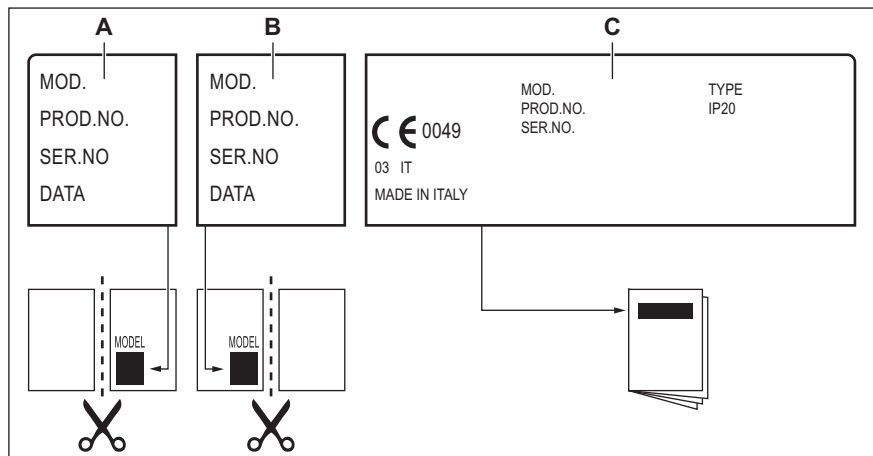 A
B
C
MOD.
PROD.NO.
SER.NO
DATA
MOD.
PROD.NO.
SER.NO
DATA
MOD.
PROD.NO.
SER.NO.
TYPE
IP20
CE 0049
03 IT
MADE IN ITALY
MODEL
MODEL